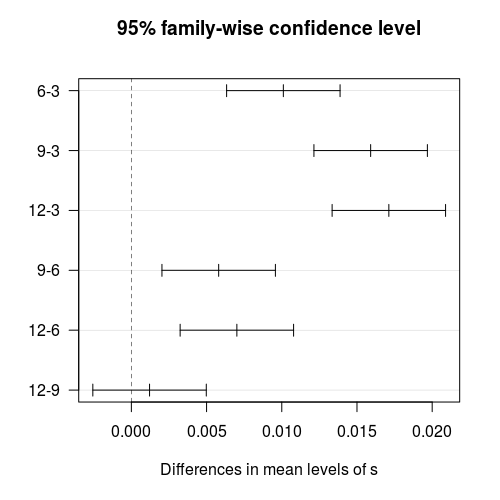 95% family-wise confidence level
6-3
9-3
12-3
9-6
12-6
12-9
0.000 0.005 0.010 0.015 0.020
Differences in mean levels of s